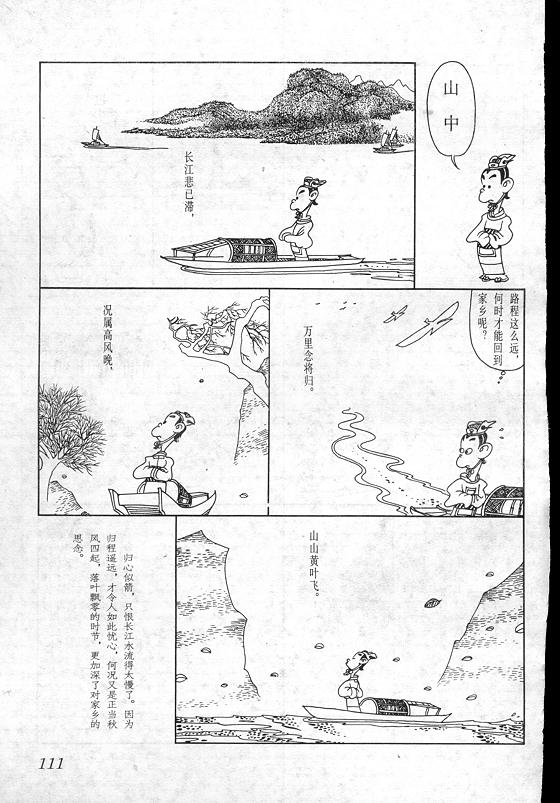 山中
长江悲已滞，
万里念将归。
路程这么远，
何时才能回到
家乡呢？
况属高风晚，
山山黄叶飞。
归心似箭，只恨长江水流得太慢了。因为
归程遥远，才令人如此忧心，何况又是正当秋
风四起，落叶飘零的时节，更加深了对家乡的
思念。
111